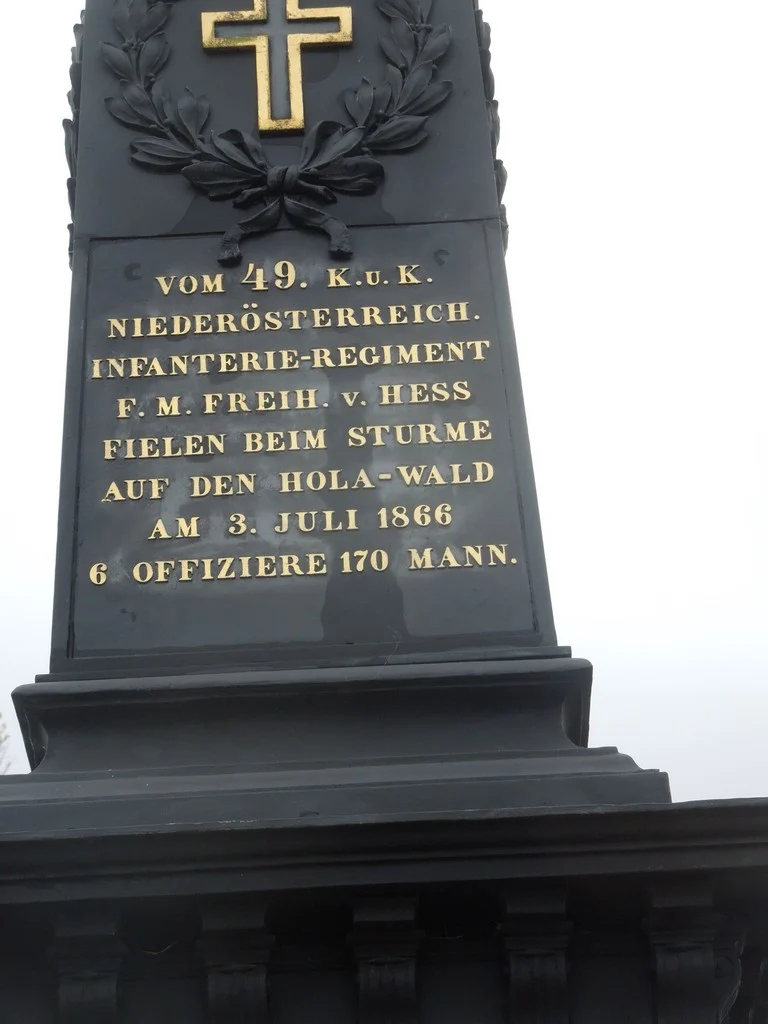 VOM 49. K.u.K.
NIEDERÖSTERREICH.
INFANTERIE-REGIMENT
F.M. FREIH. v. HESS
FIELEN BEIM STURME
AUF DEN HOLA-WALD
AM 3. JULI 1866
6 OFFIZIERE 170 MANN.